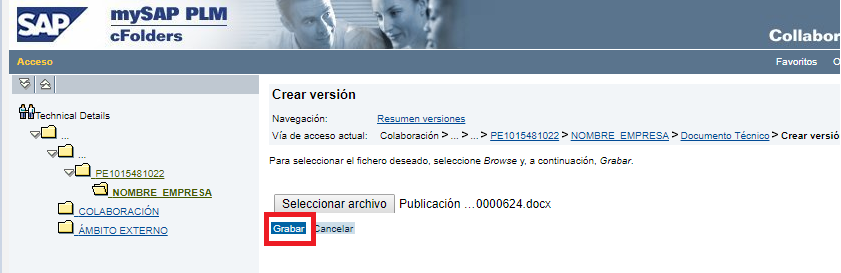 SAP
mySAP PLM
cFolders
Collabor
Acceso
Favoritos O
Technical Details
...
...
PE1015481022
NOMBRE_EMPRESA
COLABORACIÓN
ÁMBITO EXTERNO
Crear versión
Navegación: Resumen versiones
Vía de acceso actual: Colaboración > ... > ... > PE1015481022 > NOMBRE_EMPRESA > Documento Técnico > Crear versió
Para seleccionar el fichero deseado, seleccione Browse y, a continuación, Grabar.
Seleccionar archivo Publicación ...0000624.docx
Grabar Cancelar